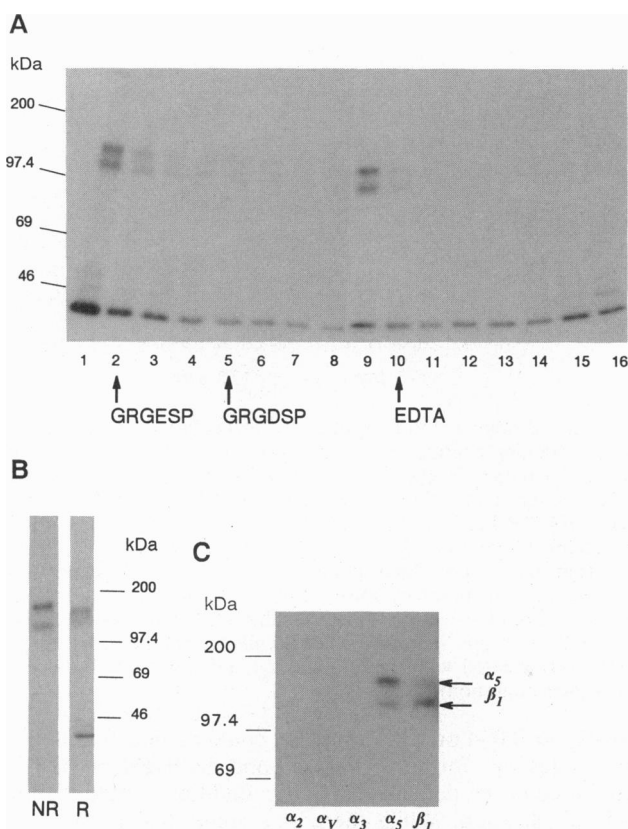 A
kDa
200
97.4
69
46
1 2 3 4 5 6 7 8 9 10 11 12 13 14 15 16
GRGESP GRGDSP EDTA
B
kDa
200
97.4
69
46
NR R
C
kDa
200
97.4
69
α5
β1
α2 αV α3 α5 β1